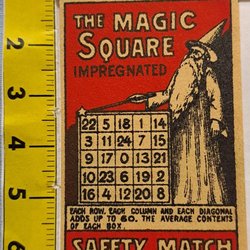 THE MAGIC
SQUARE
IMPREGNATED
22 5 18 1 14
3 11 24 7 15
9 17 0 13 21
10 23 6 19 2
16 4 12 20 8
EACH ROW, EACH COLUMN AND EACH DIAGONAL
ADDS UP TO 60. THE AVERAGE CONTENTS
OF EACH BOX.
SAFETY MATCH
2
3
4
5
6